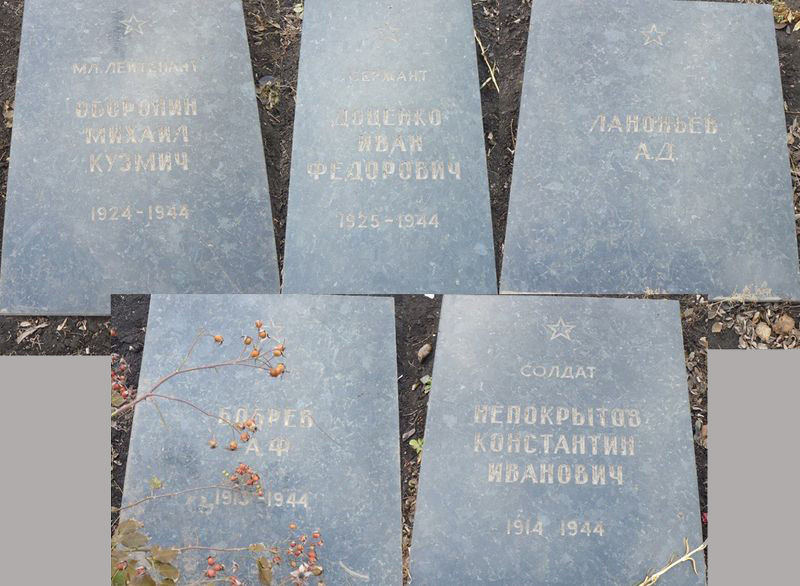 МЛ. ЛЕЙТЕНАНТ
ОБОРОНИН
МИХАИЛ
КУЗМИЧ
1924-1944
СЕРЖАНТ
ДОЦЕНКО
ИВАН
ФЕДОРОВИЧ
1925-1944
ЛАНОНЬЕВ
А.Д.
БОБРЕВ
А.Ф.
СОЛДАТ
НЕПОКРЫТОВ
КОНСТАНТИН
ИВАНОВИЧ
1914 1944